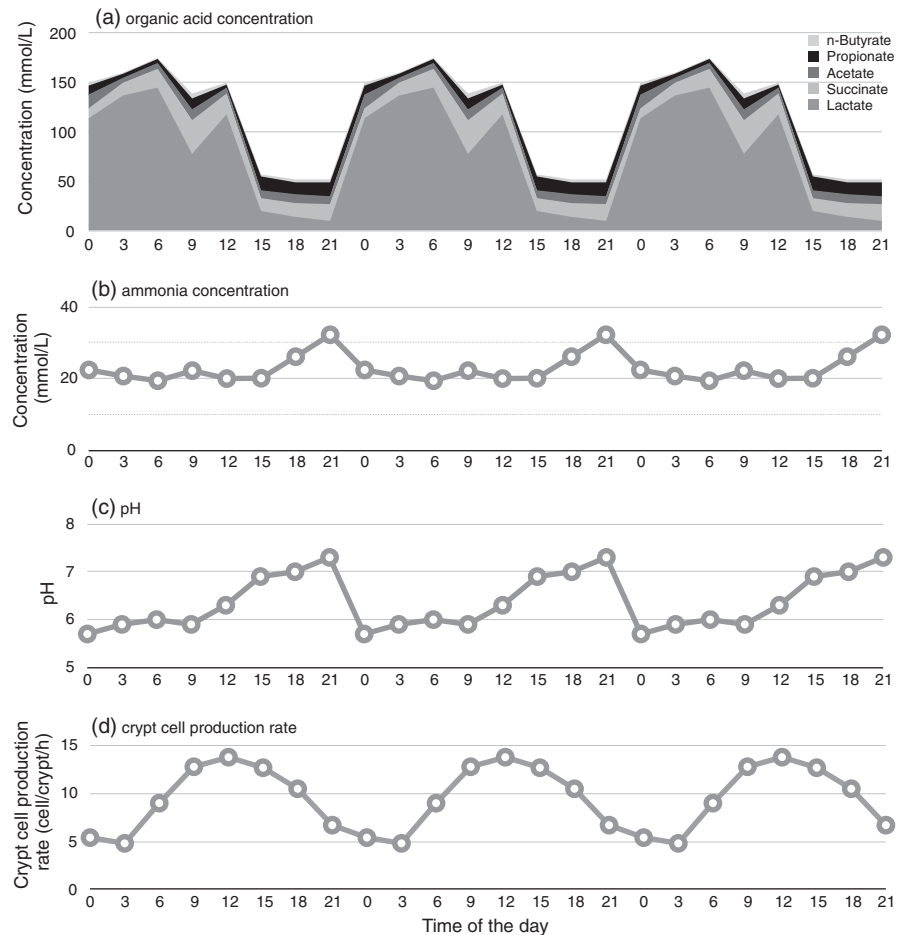 (a) organic acid concentration
Concentration (mmol/L)
200
150
100
50
0
n-Butyrate
Propionate
Acetate
Succinate
Lactate
0 3 6 9 12 15 18 21 0 3 6 9 12 15 18 21 0 3 6 9 12 15 18 21
(b) ammonia concentration
Concentration
(mmol/L)
40
20
0
0 3 6 9 12 15 18 21 0 3 6 9 12 15 18 21 0 3 6 9 12 15 18 21
(c) pH
pH
8
7
6
5
0 3 6 9 12 15 18 21 0 3 6 9 12 15 18 21 0 3 6 9 12 15 18 21
(d) crypt cell production rate
Crypt cell production
rate (cell/crypt/h)
15
10
5
0
0 3 6 9 12 15 18 21 0 3 6 9 12 15 18 21 0 3 6 9 12 15 18 21
Time of the day